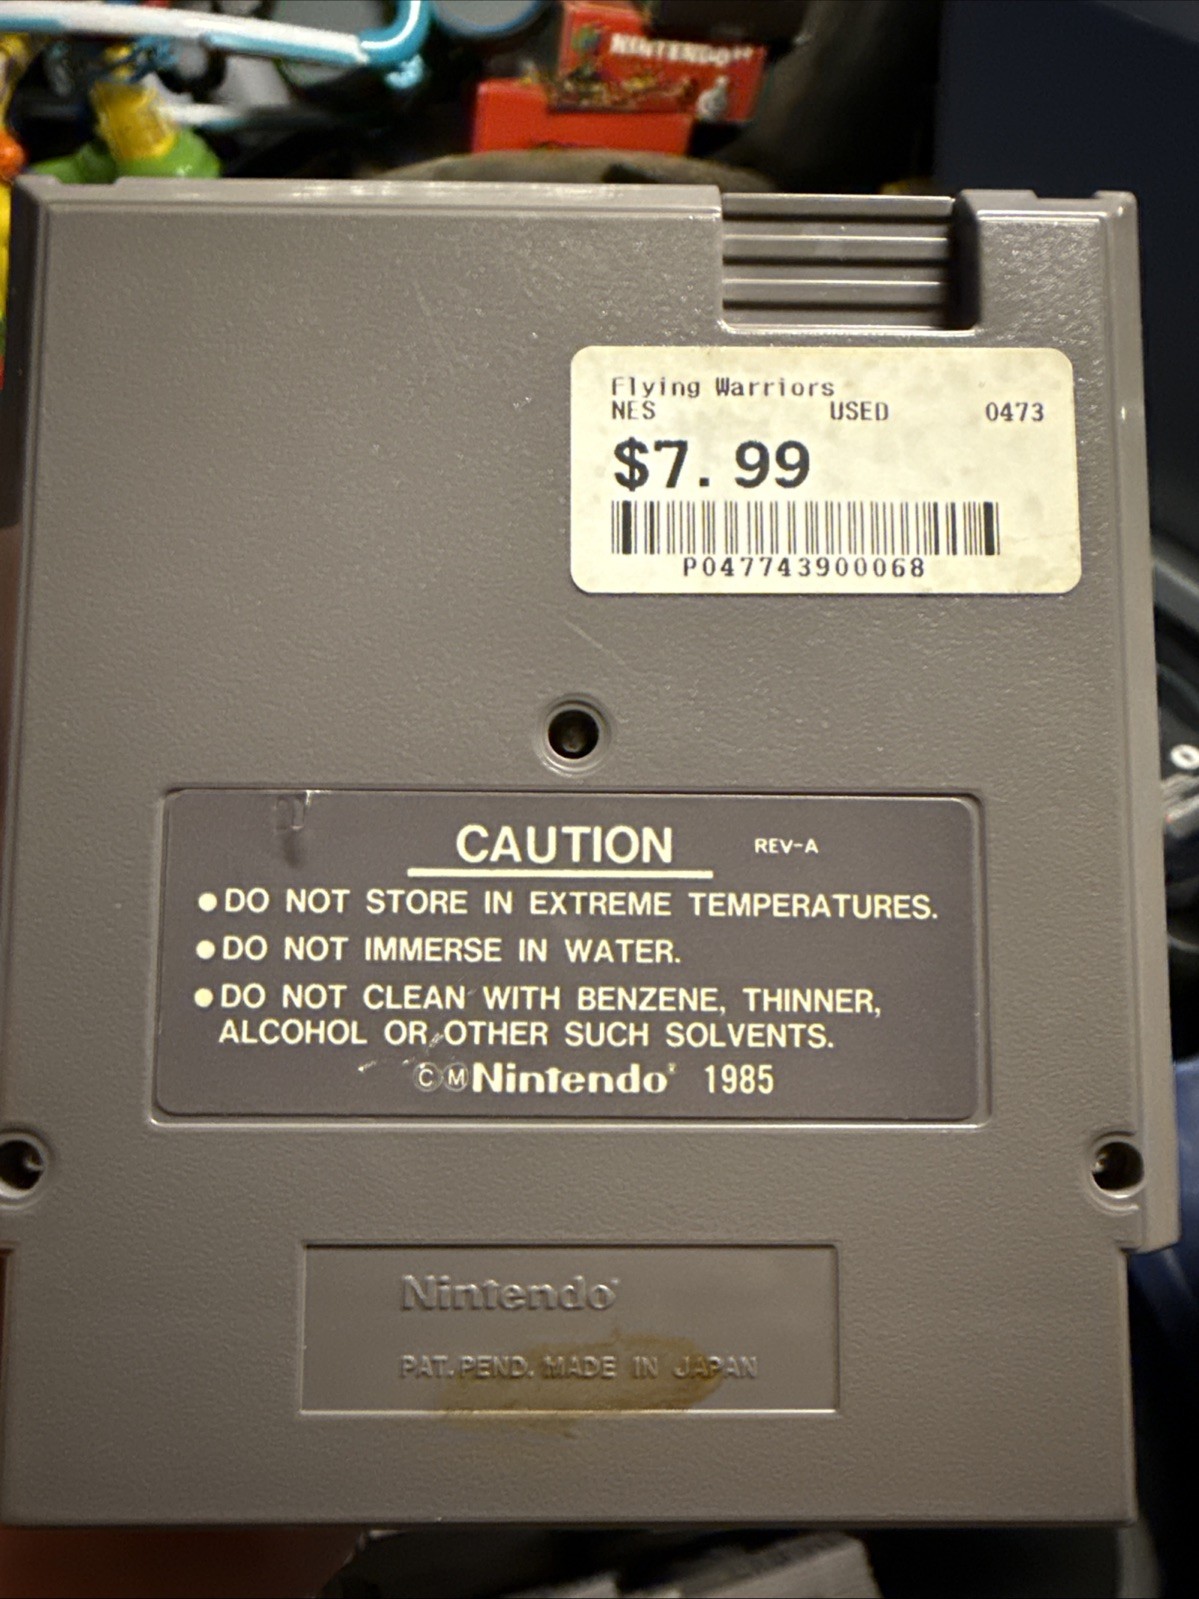 NINTENDO64
Flying Warriors
NES USED 0473
$7.99
P047743900068
CAUTION REV-A
●DO NOT STORE IN EXTREME TEMPERATURES.
●DO NOT IMMERSE IN WATER.
●DO NOT CLEAN WITH BENZENE, THINNER,
ALCOHOL OR OTHER SUCH SOLVENTS.
ⒸⓂNintendo® 1985
Nintendo®
PAT. PEND. MADE IN JAPAN